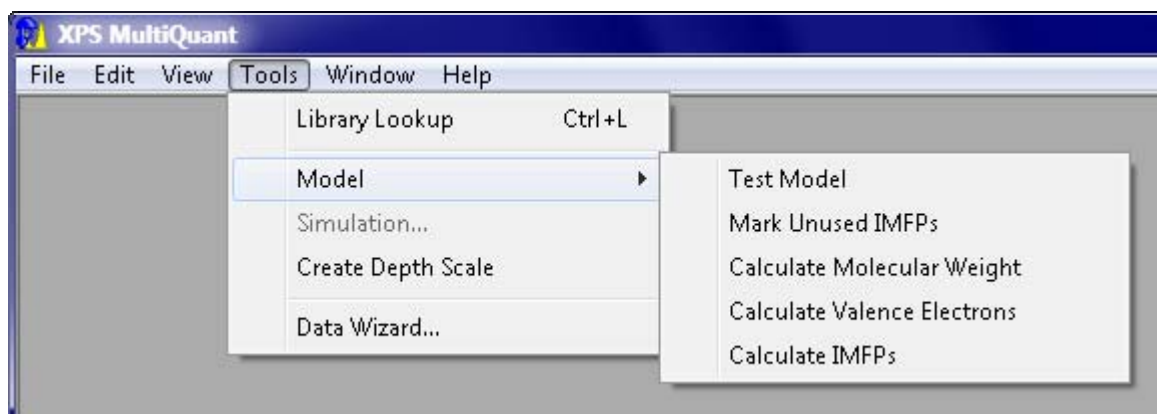 XPS MultiQuant
File Edit View Tools Window Help
Library Lookup Ctrl+L
Model
Simulation...
Create Depth Scale
Data Wizard...
Test Model
Mark Unused IMFPs
Calculate Molecular Weight
Calculate Valence Electrons
Calculate IMFPs